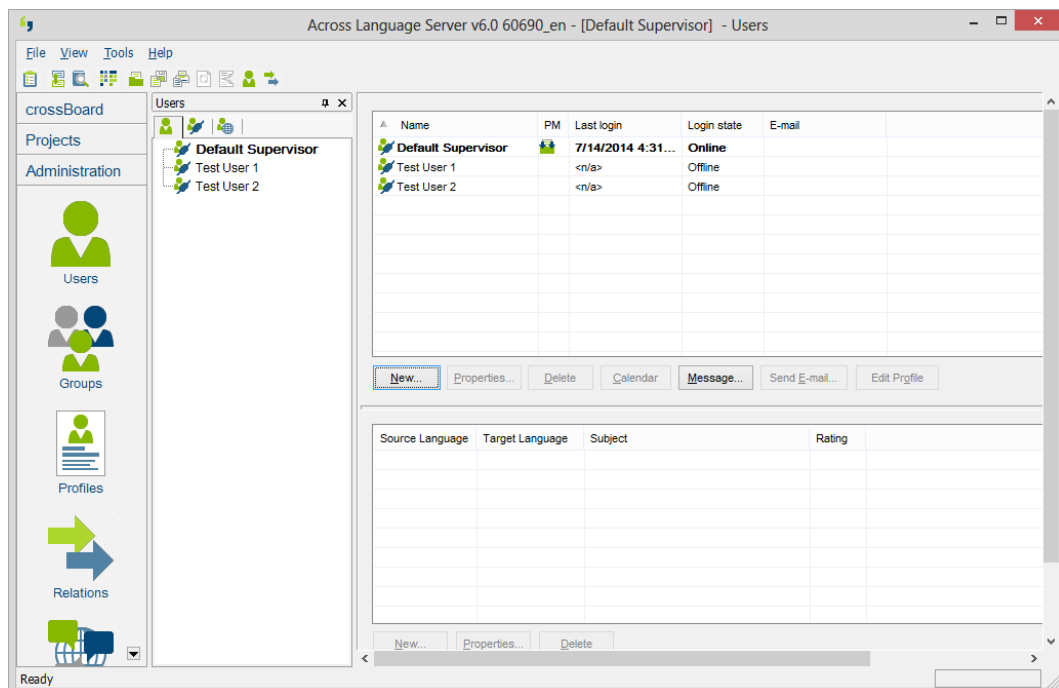 Across Language Server v6.0 60690_en - [Default Supervisor] - Users
File View Tools Help
crossBoard
Projects
Administration
Users
Groups
Profiles
Relations
Users
Default Supervisor
Test User 1
Test User 2
Name PM Last login Login state E-mail
Default Supervisor 7/14/2014 4:31... Online
Test User 1 <n/a> Offline
Test User 2 <n/a> Offline
New... Properties... Delete Calendar Message... Send E-mail... Edit Profile
Source Language Target Language Subject Rating
New... Properties... Delete
Ready